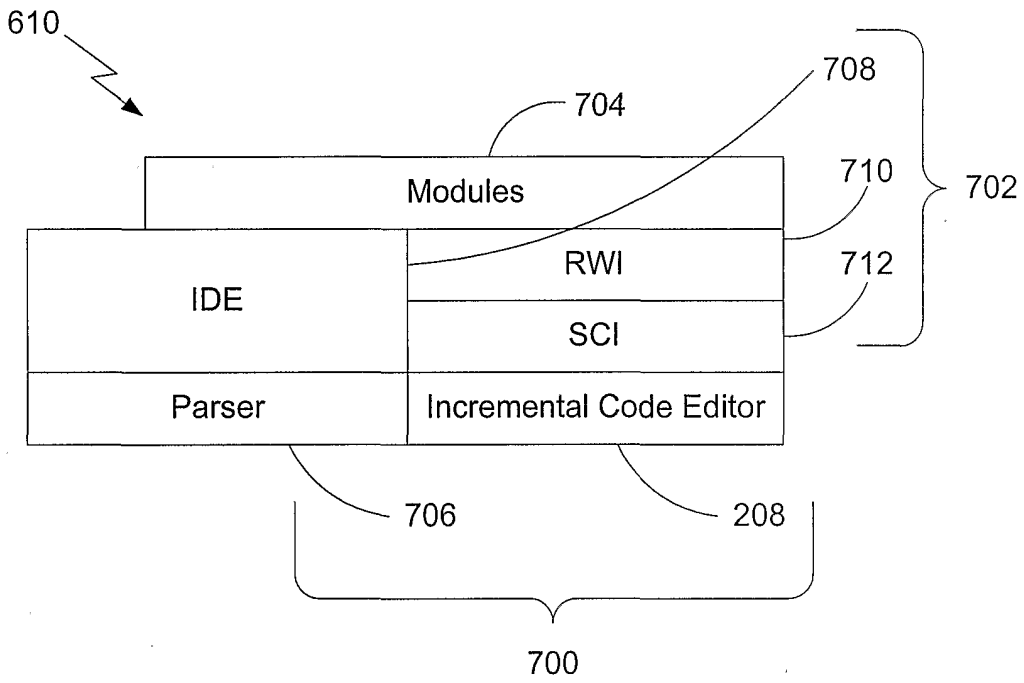 610
708
704
710
702
Modules
RWI
712
IDE
SCI
Parser
Incremental Code Editor
706
208
700